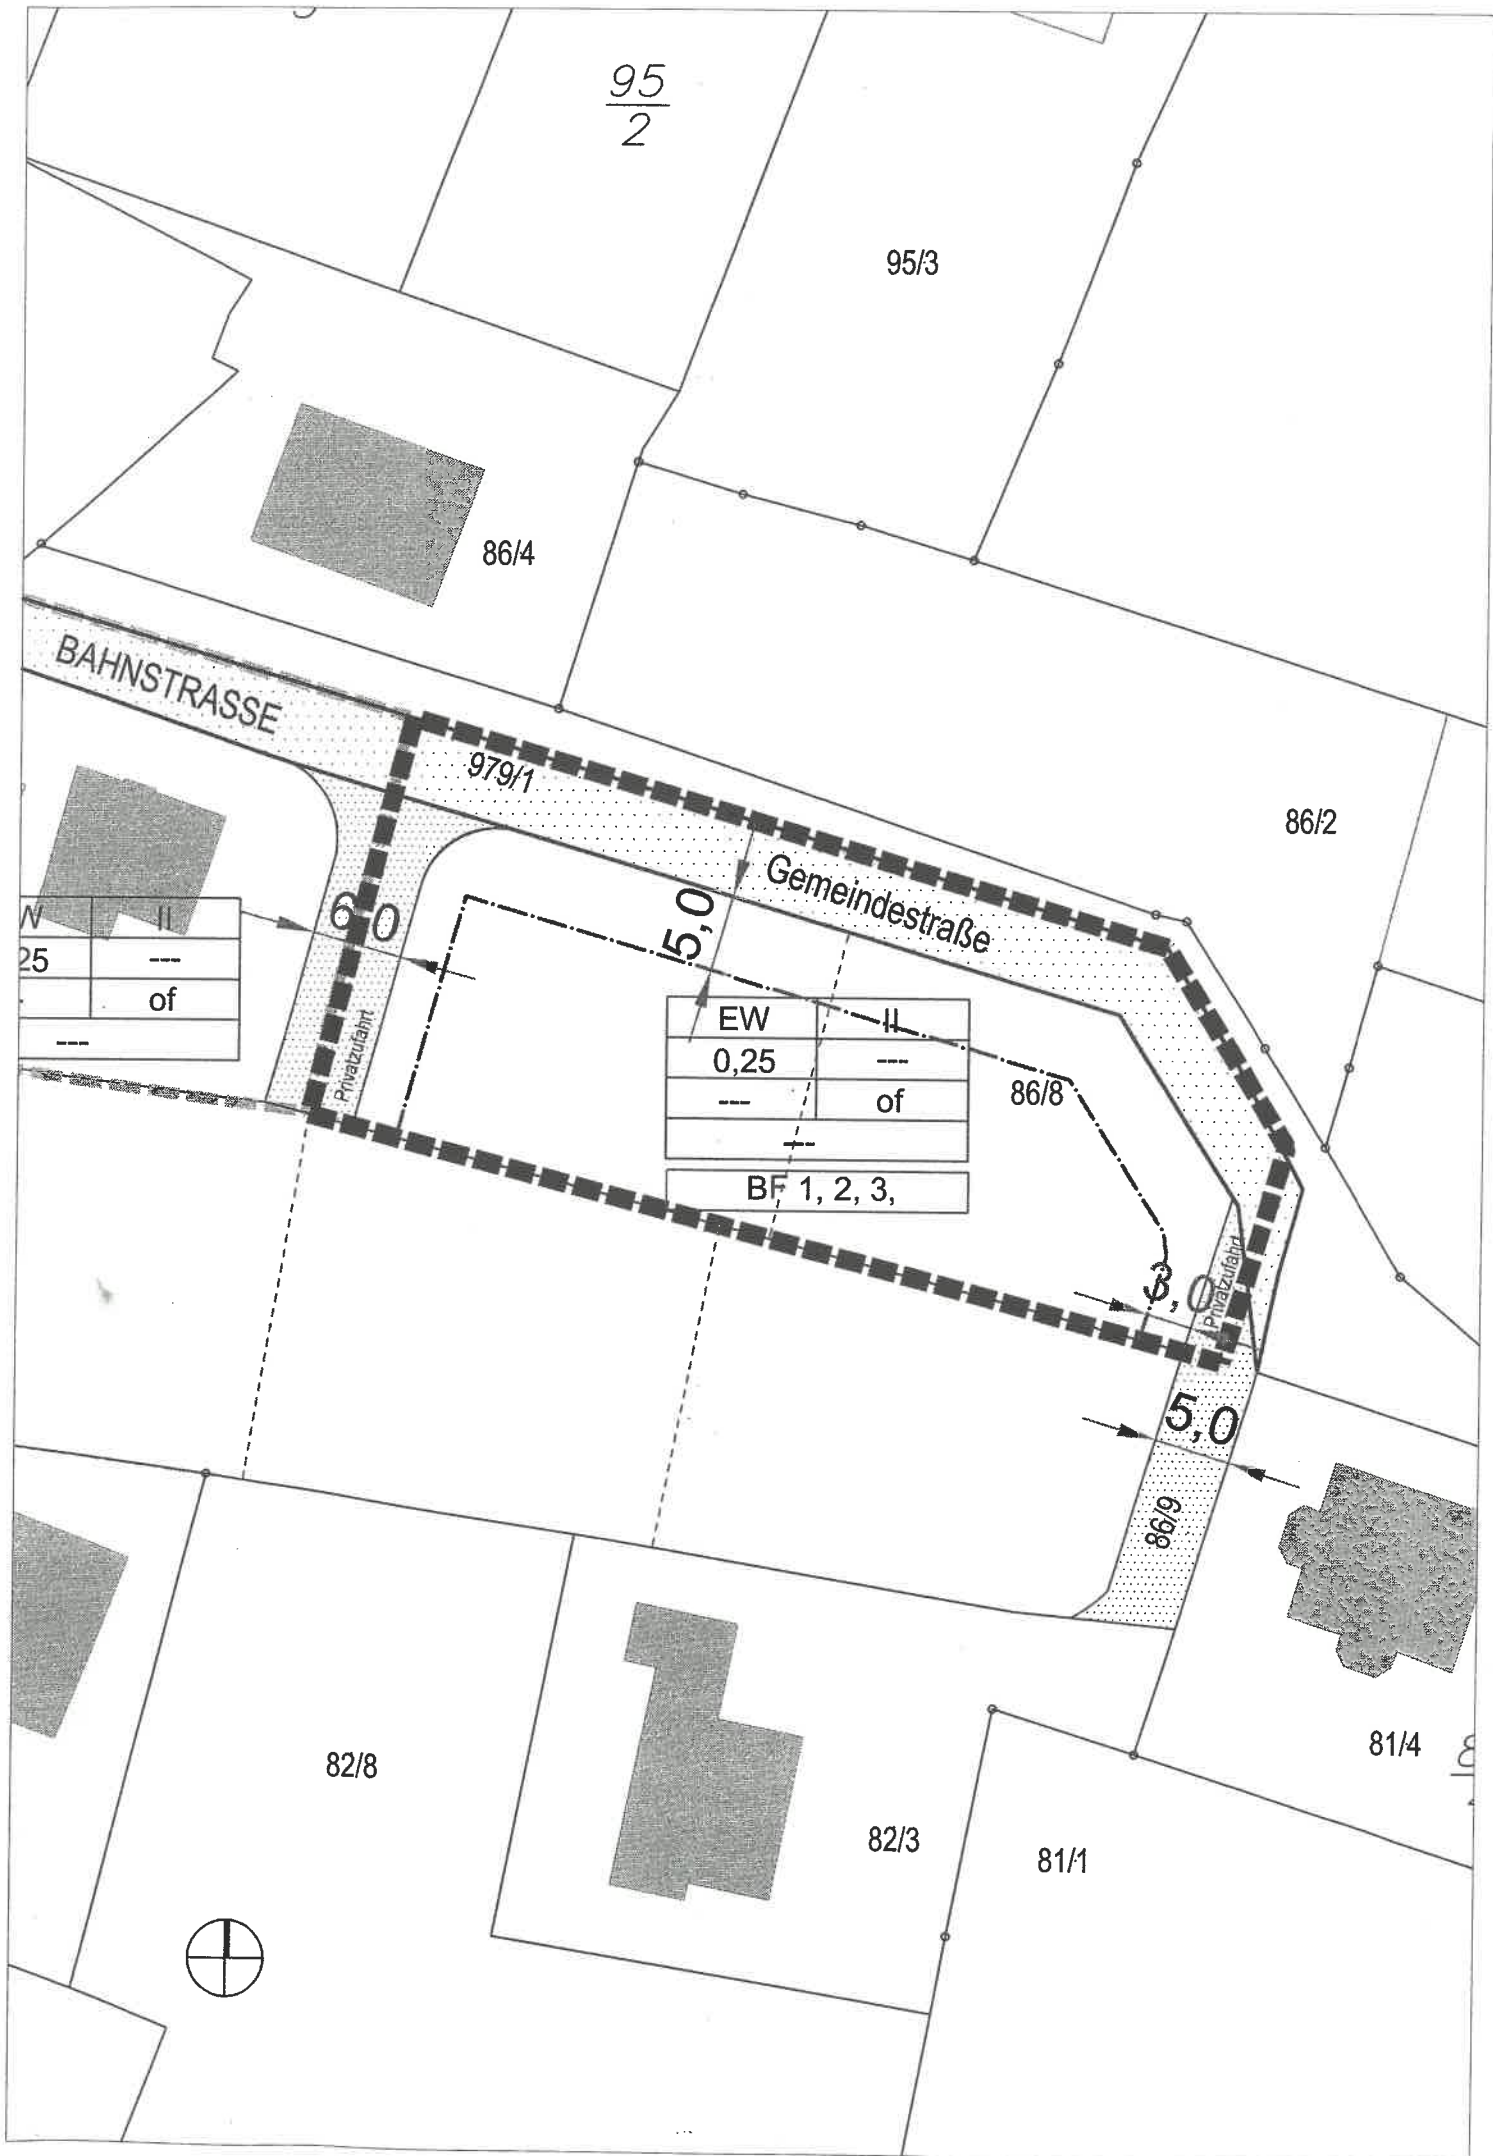 95
2
95/3
86/4
BAHNSTRASSE
979/1
86/2
Gemeindestraße
6,0
5,0
W II
25 ---
of
---
Privatzufahrt
EW II
0,25 ---
--- of
---
BF 1, 2, 3,
86/8
3,0
Privatzufahrt
5,0
86/9
82/8
82/3
81/1
81/4
8